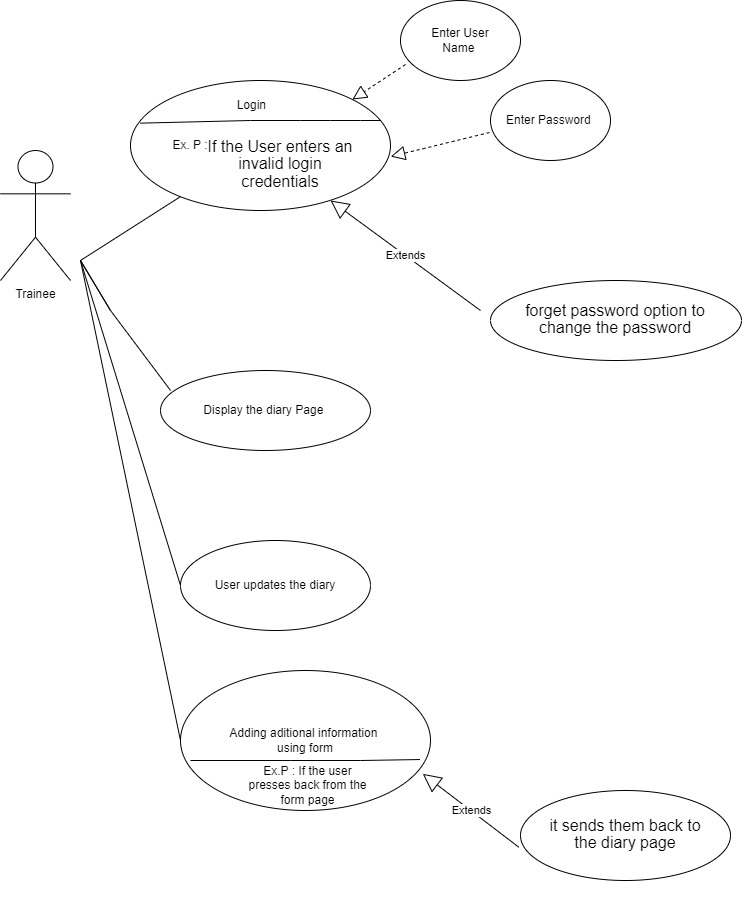 Enter User
Name
Login
Enter Password
Ex. P :If the User enters an
invalid login
credentials
Extends
Trainee
forget password option to
change the password
Display the diary Page
User updates the diary
Adding aditional information
using form
Ex.P : If the user
presses back from the
form page
Extends
it sends them back to
the diary page